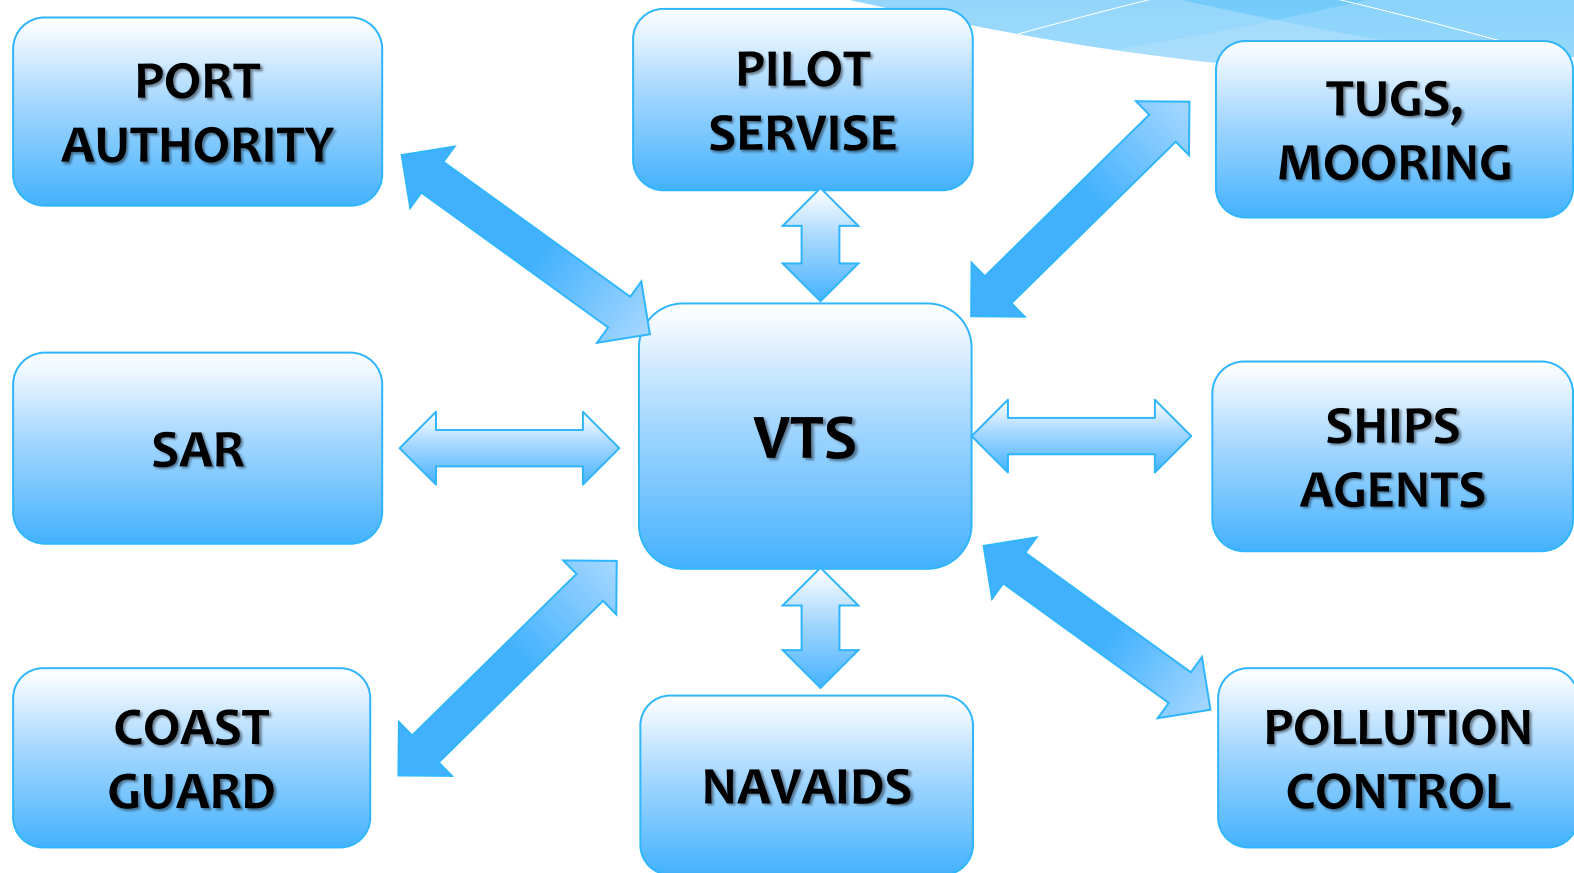 PORT
AUTHORITY
PILOT
SERVISE
TUGS,
MOORING
SAR
VTS
SHIPS
AGENTS
COAST
GUARD
NAVAIDS
POLLUTION
CONTROL